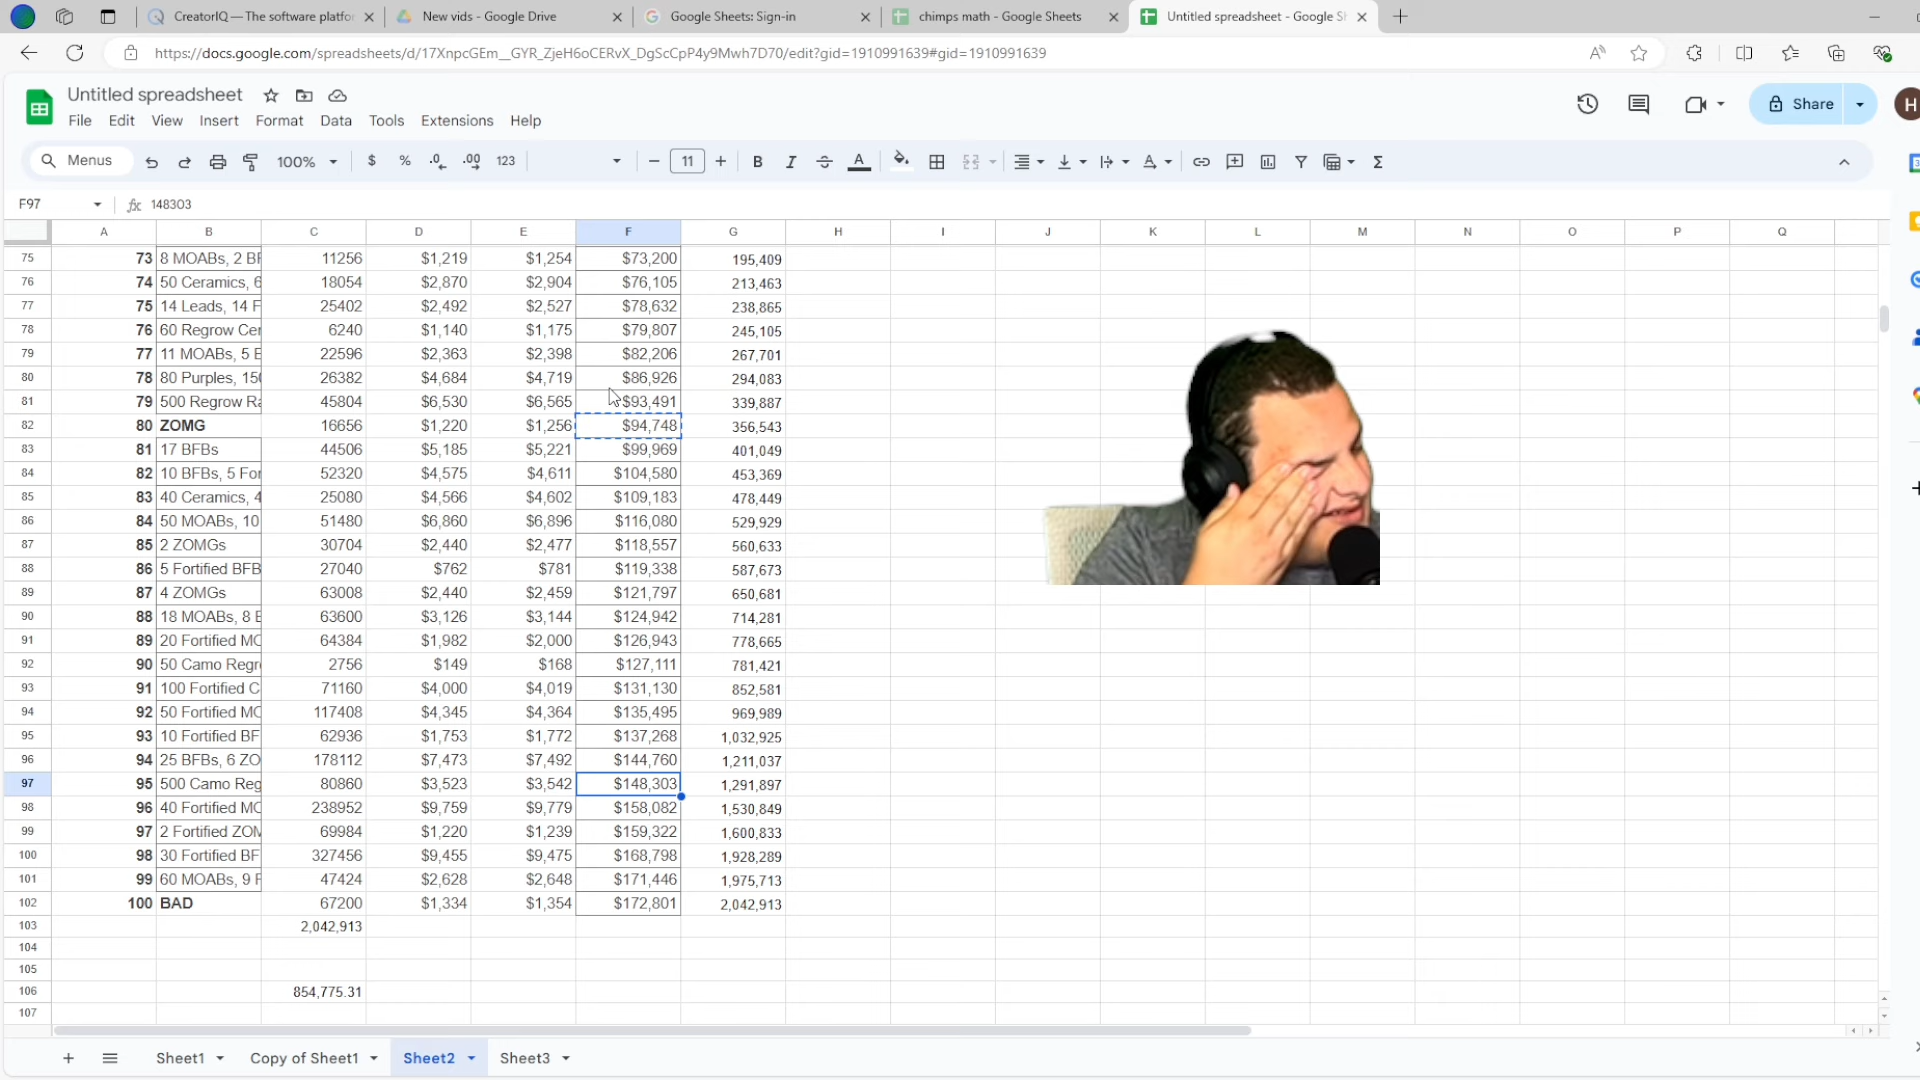 CreatorIQ — The software platfor
New vids - Google Drive
Google Sheets: Sign-in
chimps math - Google Sheets
Untitled spreadsheet - Google Sh
https://docs.google.com/spreadsheets/d/17XnpcGEm__GYR_ZjeH6oCERvX_DgScCpP4y9Mwh7D70/edit?gid=1910991639#gid=1910991639
Untitled spreadsheet
Share
H
File Edit View Insert Format Data Tools Extensions Help
Menus 100% $ % .0 .00 123 11 B I A Σ
F97 fx 148303
A B C D E F G H I J K L M N O P Q
75 73 8 MOABs, 2 BF 11256 $1,219 $1,254 $73,200 195,409
76 74 50 Ceramics, 6 18054 $2,870 $2,904 $76,105 213,463
77 75 14 Leads, 14 F 25402 $2,492 $2,527 $78,632 238,865
78 76 60 Regrow Cer 6240 $1,140 $1,175 $79,807 245,105
79 77 11 MOABs, 5 B 22596 $2,363 $2,398 $82,206 267,701
80 78 80 Purples, 150 26382 $4,684 $4,719 $86,926 294,083
81 79 500 Regrow Ra 45804 $6,530 $6,565 $93,491 339,887
82 80 ZOMG 16656 $1,220 $1,256 $94,748 356,543
83 81 17 BFBs 44506 $5,185 $5,221 $99,969 401,049
84 82 10 BFBs, 5 For 52320 $4,575 $4,611 $104,580 453,369
85 83 40 Ceramics, 4 25080 $4,566 $4,602 $109,183 478,449
86 84 50 MOABs, 10 51480 $6,860 $6,896 $116,080 529,929
87 85 2 ZOMGs 30704 $2,440 $2,477 $118,557 560,633
88 86 5 Fortified BFB 27040 $762 $781 $119,338 587,673
89 87 4 ZOMGs 63008 $2,440 $2,459 $121,797 650,681
90 88 18 MOABs, 8 B 63600 $3,126 $3,144 $124,942 714,281
91 89 20 Fortified MO 64384 $1,982 $2,000 $126,943 778,665
92 90 50 Camo Regr 2756 $149 $168 $127,111 781,421
93 91 100 Fortified C 71160 $4,000 $4,019 $131,130 852,581
94 92 50 Fortified MO 117408 $4,345 $4,364 $135,495 969,989
95 93 10 Fortified BF 62936 $1,753 $1,772 $137,268 1,032,925
96 94 25 BFBs, 6 ZO 178112 $7,473 $7,492 $144,760 1,211,037
97 95 500 Camo Reg 80860 $3,523 $3,542 $148,303 1,291,897
98 96 40 Fortified MO 238952 $9,759 $9,779 $158,082 1,530,849
99 97 2 Fortified ZOM 69984 $1,220 $1,239 $159,322 1,600,833
100 98 30 Fortified BF 327456 $9,455 $9,475 $168,798 1,928,289
101 99 60 MOABs, 9 F 47424 $2,628 $2,648 $171,446 1,975,713
102 100 BAD 67200 $1,334 $1,354 $172,801 2,042,913
103 2,042,913
104
105
106 854,775.31
107
Sheet1 Copy of Sheet1 Sheet2 Sheet3